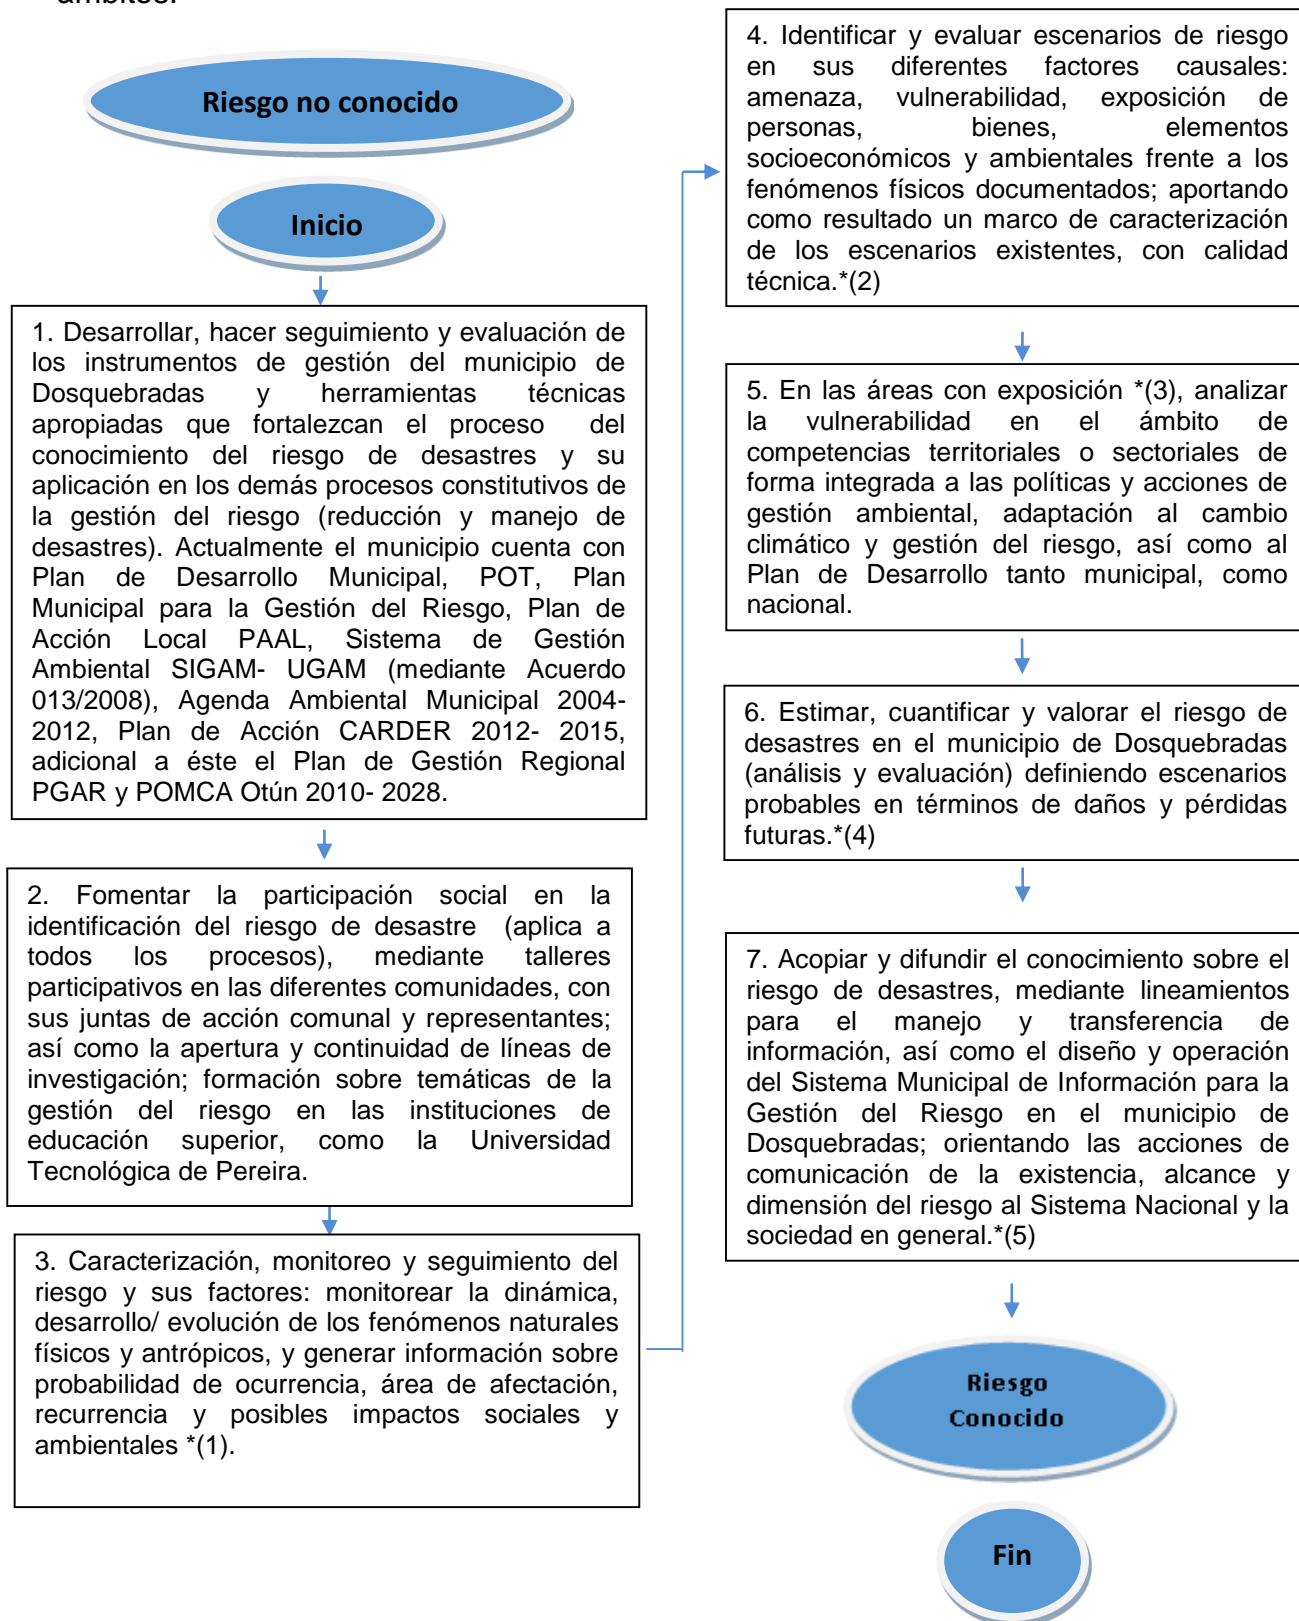 ámbitos.
Riesgo no conocido
Inicio
1. Desarrollar, hacer seguimiento y evaluación de
los instrumentos de gestión del municipio de
Dosquebradas y herramientas técnicas
apropiadas que fortalezcan el proceso del
conocimiento del riesgo de desastres y su
aplicación en los demás procesos constitutivos de
la gestión del riesgo (reducción y manejo de
desastres). Actualmente el municipio cuenta con
Plan de Desarrollo Municipal, POT, Plan
Municipal para la Gestión del Riesgo, Plan de
Acción Local PAAL, Sistema de Gestión
Ambiental SIGAM- UGAM (mediante Acuerdo
013/2008), Agenda Ambiental Municipal 2004-
2012, Plan de Acción CARDER 2012- 2015,
adicional a éste el Plan de Gestión Regional
PGAR y POMCA Otún 2010- 2028.
2. Fomentar la participación social en la
identificación del riesgo de desastre (aplica a
todos los procesos), mediante talleres
participativos en las diferentes comunidades, con
sus juntas de acción comunal y representantes;
así como la apertura y continuidad de líneas de
investigación; formación sobre temáticas de la
gestión del riesgo en las instituciones de
educación superior, como la Universidad
Tecnológica de Pereira.
3. Caracterización, monitoreo y seguimiento del
riesgo y sus factores: monitorear la dinámica,
desarrollo/ evolución de los fenómenos naturales
físicos y antrópicos, y generar información sobre
probabilidad de ocurrencia, área de afectación,
recurrencia y posibles impactos sociales y
ambientales *(1).
4. Identificar y evaluar escenarios de riesgo
en sus diferentes factores causales:
amenaza, vulnerabilidad, exposición de
personas, bienes, elementos
socioeconómicos y ambientales frente a los
fenómenos físicos documentados; aportando
como resultado un marco de caracterización
de los escenarios existentes, con calidad
técnica.*(2)
5. En las áreas con exposición *(3), analizar
la vulnerabilidad en el ámbito de
competencias territoriales o sectoriales de
forma integrada a las políticas y acciones de
gestión ambiental, adaptación al cambio
climático y gestión del riesgo, así como al
Plan de Desarrollo tanto municipal, como
nacional.
6. Estimar, cuantificar y valorar el riesgo de
desastres en el municipio de Dosquebradas
(análisis y evaluación) definiendo escenarios
probables en términos de daños y pérdidas
futuras.*(4)
7. Acopiar y difundir el conocimiento sobre el
riesgo de desastres, mediante lineamientos
para el manejo y transferencia de
información, así como el diseño y operación
del Sistema Municipal de Información para la
Gestión del Riesgo en el municipio de
Dosquebradas; orientando las acciones de
comunicación de la existencia, alcance y
dimensión del riesgo al Sistema Nacional y la
sociedad en general.*(5)
Riesgo
Conocido
Fin